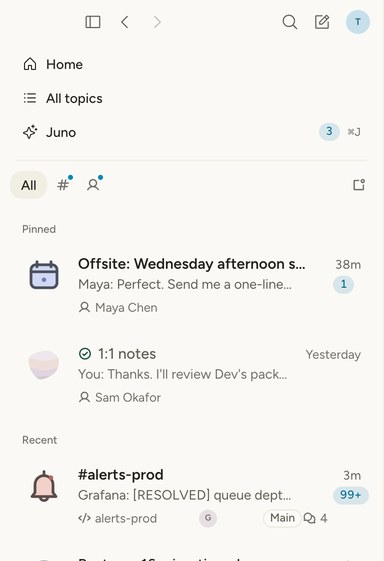 T
Home
All topics
Juno 3 ⌘J
All #
Pinned
Offsite: Wednesday afternoon s... 38m
Maya: Perfect. Send me a one-line... 1
Maya Chen
1:1 notes Yesterday
You: Thanks. I'll review Dev's pack...
Sam Okafor
Recent
#alerts-prod 3m
Grafana: [RESOLVED] queue dept... 99+
alerts-prod G Main 4